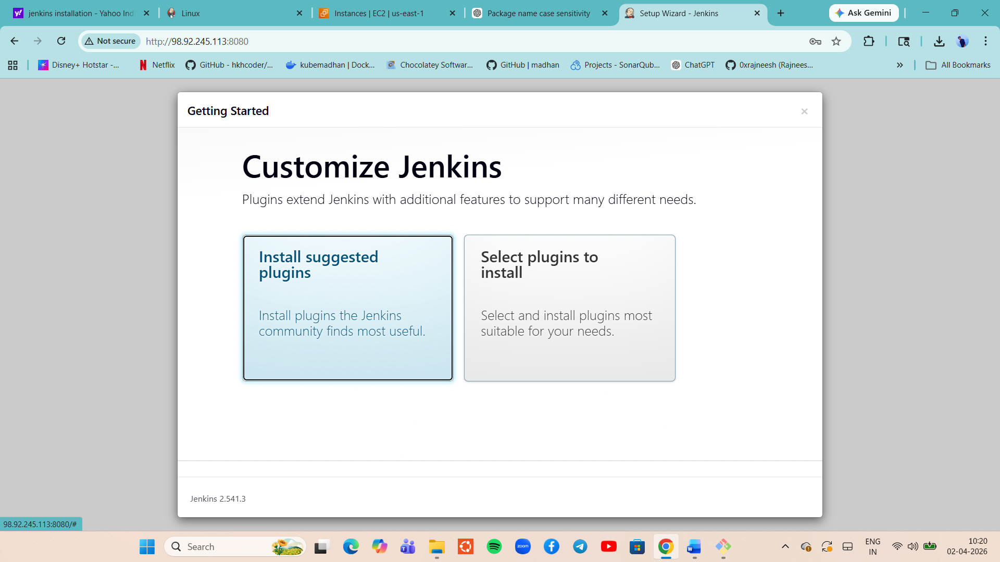 jenkins installation - Yahoo Ind
Linux
Instances | EC2 | us-east-1
Package name case sensitivity
Setup Wizard - Jenkins
Ask Gemini
Not secure
http://98.92.245.113:8080
Disney+ Hotstar -...
Netflix
GitHub - hkhcoder/...
kubemadhan | Dock...
Chocolatey Softwar...
GitHub | madhan
Projects - SonarQub...
ChatGPT
0xrajneesh (Rajnees...
All Bookmarks
Getting Started
Customize Jenkins
Plugins extend Jenkins with additional features to support many different needs.
Install suggested
plugins
Install plugins the Jenkins
community finds most useful.
Select plugins to
install
Select and install plugins most
suitable for your needs.
Jenkins 2.541.3
98.92.245.113:8080/#
Search
zoom
ENG
IN
10:20
02-04-2026